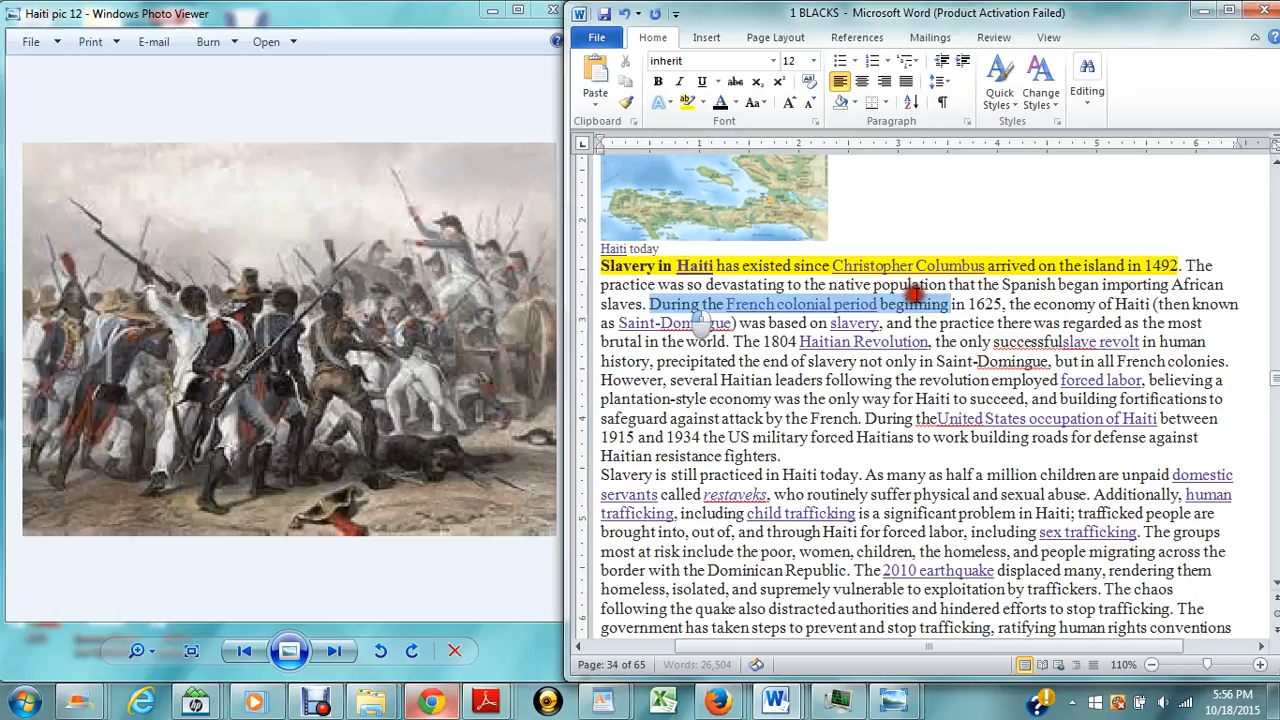 Haiti pic 12 - Windows Photo Viewer
File Print E-mail Burn Open
1 BLACKS - Microsoft Word (Product Activation Failed)
File Home Insert Page Layout References Mailings Review View
inherit 12
Paste
Quick Styles
Change Styles
Editing
Clipboard Font Paragraph Styles
1 2 3 4 5 6
Haiti today
Slavery in Haiti has existed since Christopher Columbus arrived on the island in 1492. The
practice was so devastating to the native population that the Spanish began importing African
slaves. During the French colonial period beginning in 1625, the economy of Haiti (then known
as Saint-Domingue) was based on slavery, and the practice there was regarded as the most
brutal in the world. The 1804 Haitian Revolution, the only successfulslave revolt in human
history, precipitated the end of slavery not only in Saint-Domingue, but in all French colonies.
However, several Haitian leaders following the revolution employed forced labor, believing a
plantation-style economy was the only way for Haiti to succeed, and building fortifications to
safeguard against attack by the French. During theUnited States occupation of Haiti between
1915 and 1934 the US military forced Haitians to work building roads for defense against
Haitian resistance fighters.
Slavery is still practiced in Haiti today. As many as half a million children are unpaid domestic
servants called restaveks, who routinely suffer physical and sexual abuse. Additionally, human
trafficking, including child trafficking is a significant problem in Haiti; trafficked people are
brought into, out of, and through Haiti for forced labor, including sex trafficking. The groups
most at risk include the poor, women, children, the homeless, and people migrating across the
border with the Dominican Republic. The 2010 earthquake displaced many, rendering them
homeless, isolated, and supremely vulnerable to exploitation by traffickers. The chaos
following the quake also distracted authorities and hindered efforts to stop trafficking. The
government has taken steps to prevent and stop trafficking, ratifying human rights conventions
Page: 34 of 65 Words: 26,504 110%
5:56 PM
10/18/2015